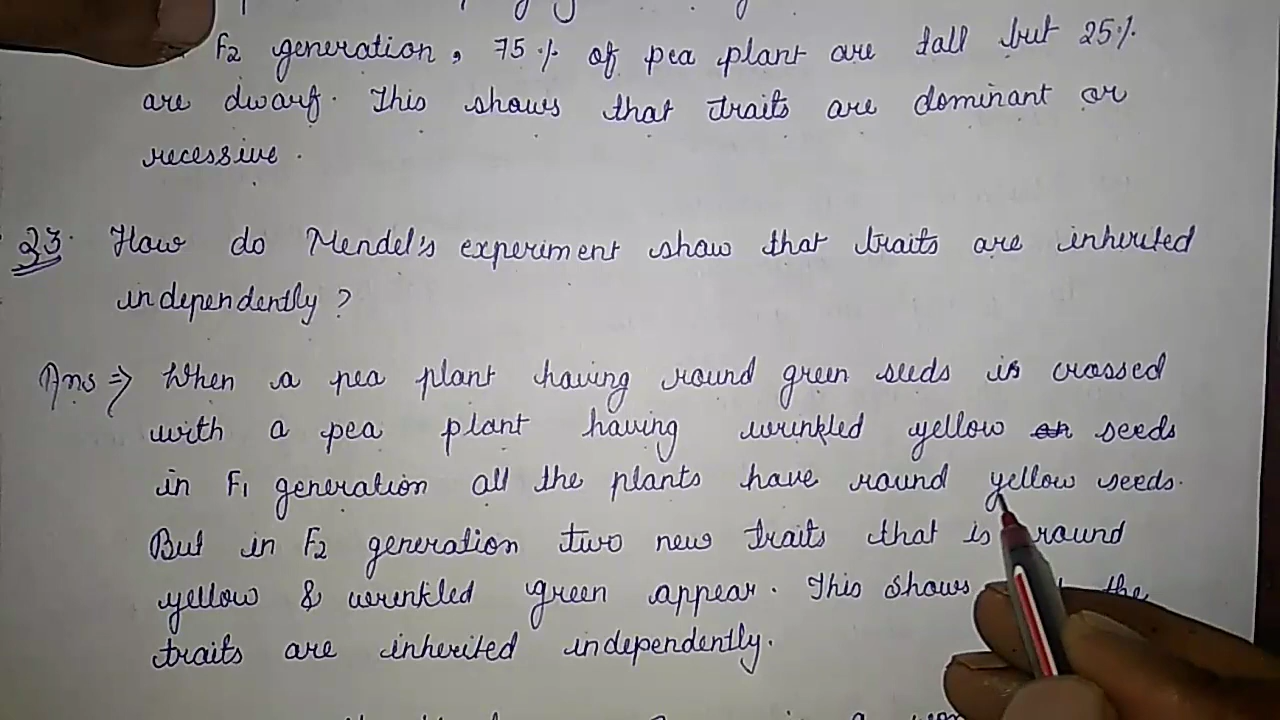 F2 generation, 75% of pea plant are tall but 25%
are dwarf. This shows that traits are dominant or
recessive.
23. How do Mendel's experiment show that traits are inherited
independently?
Ans ⇒ When a pea plant having round green seeds is crossed
with a pea plant having wrinkled yellow seeds
in F1 generation all the plants have round yellow seeds.
But in F2 generation two new traits that is round
yellow & wrinkled green appear. This shows the
traits are inherited independently.